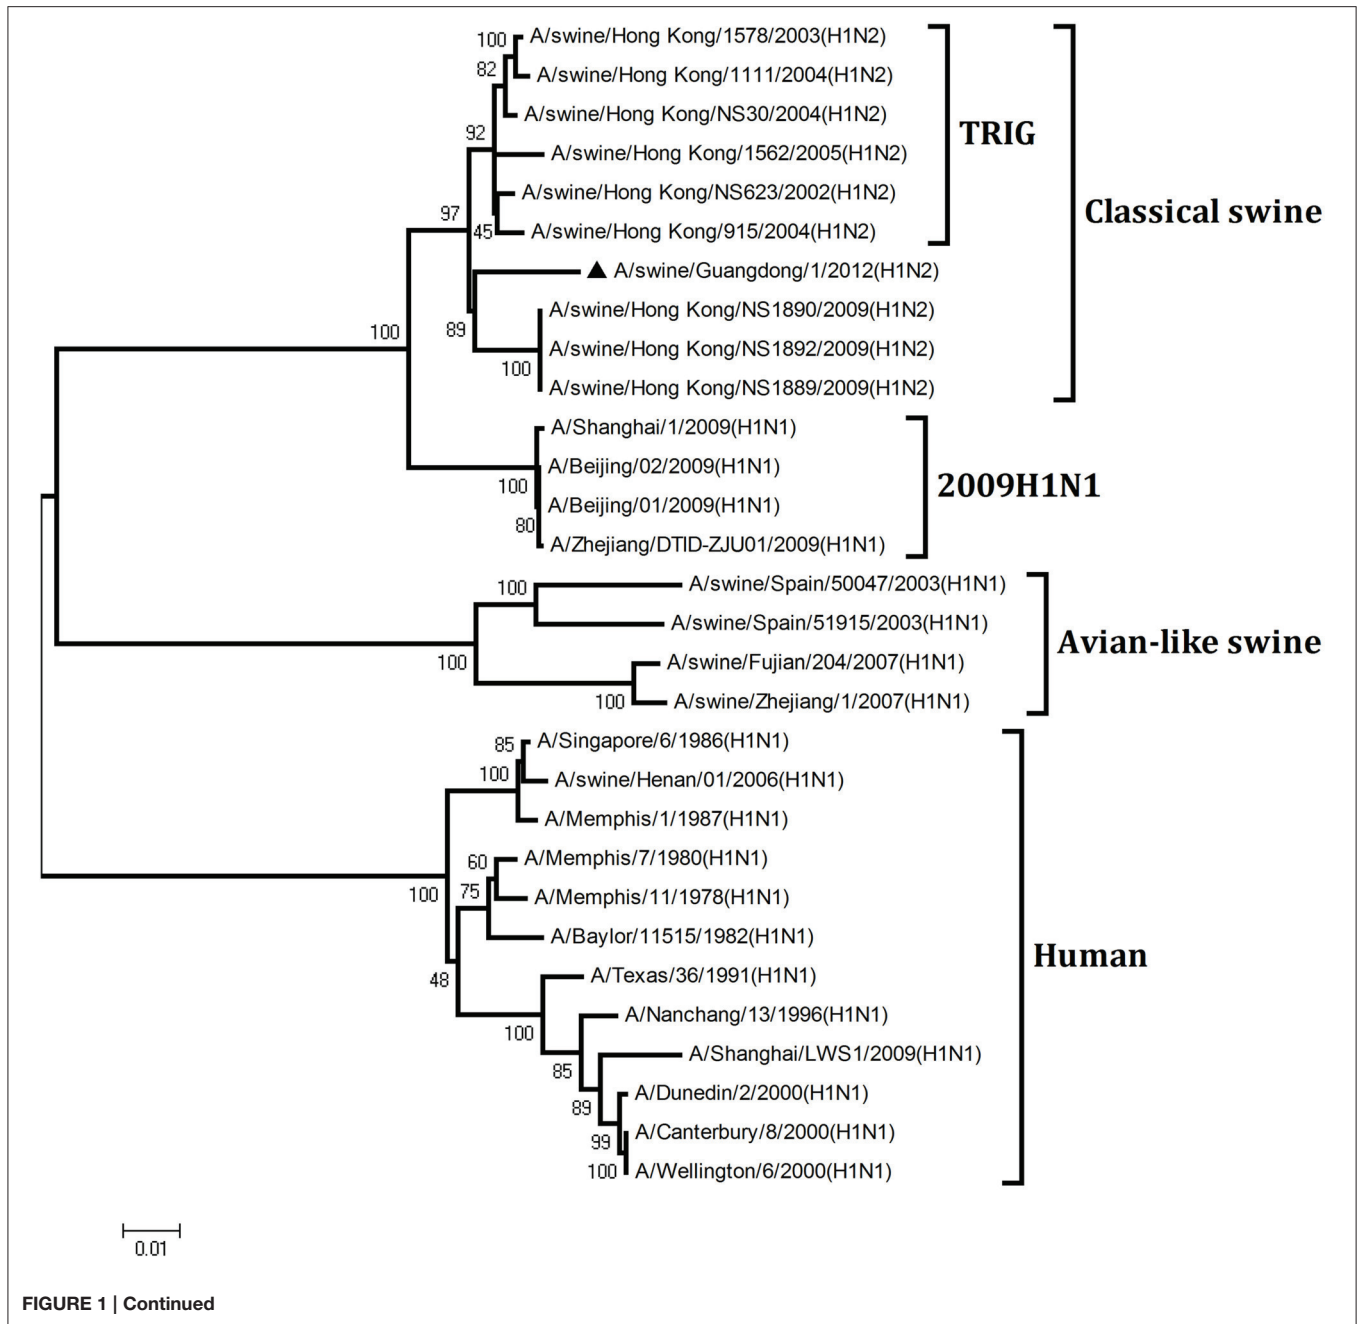 100
A/swine/Hong Kong/1578/2003(H1N2)
82
A/swine/Hong Kong/1111/2004(H1N2)
A/swine/Hong Kong/NS30/2004(H1N2)
TRIG
92
A/swine/Hong Kong/1562/2005(H1N2)
A/swine/Hong Kong/NS623/2002(H1N2)
97
Classical swine
45
A/swine/Hong Kong/915/2004(H1N2)
A/swine/Guangdong/1/2012(H1N2)
A/swine/Hong Kong/NS1890/2009(H1N2)
100
89
A/swine/Hong Kong/NS1892/2009(H1N2)
100
A/swine/Hong Kong/NS1889/2009(H1N2)
A/Shanghai/1/2009(H1N1)
A/Beijing/02/2009(H1N1)
100
2009H1N1
A/Beijing/01/2009(H1N1)
80
A/Zhejiang/DTID-ZJU01/2009(H1N1)
100
A/swine/Spain/50047/2003(H1N1)
A/swine/Spain/51915/2003(H1N1)
Avian-like swine
100
A/swine/Fujian/204/2007(H1N1)
100
A/swine/Zhejiang/1/2007(H1N1)
85
A/Singapore/6/1986(H1N1)
100
A/swine/Henan/01/2006(H1N1)
A/Memphis/1/1987(H1N1)
60
A/Memphis/7/1980(H1N1)
100
75
A/Memphis/11/1978(H1N1)
A/Baylor/11515/1982(H1N1)
Human
48
A/Texas/36/1991(H1N1)
A/Nanchang/13/1996(H1N1)
100
A/Shanghai/LWS1/2009(H1N1)
85
A/Dunedin/2/2000(H1N1)
89
A/Canterbury/8/2000(H1N1)
99
A/Wellington/6/2000(H1N1)
100
0.01
FIGURE 1 | Continued